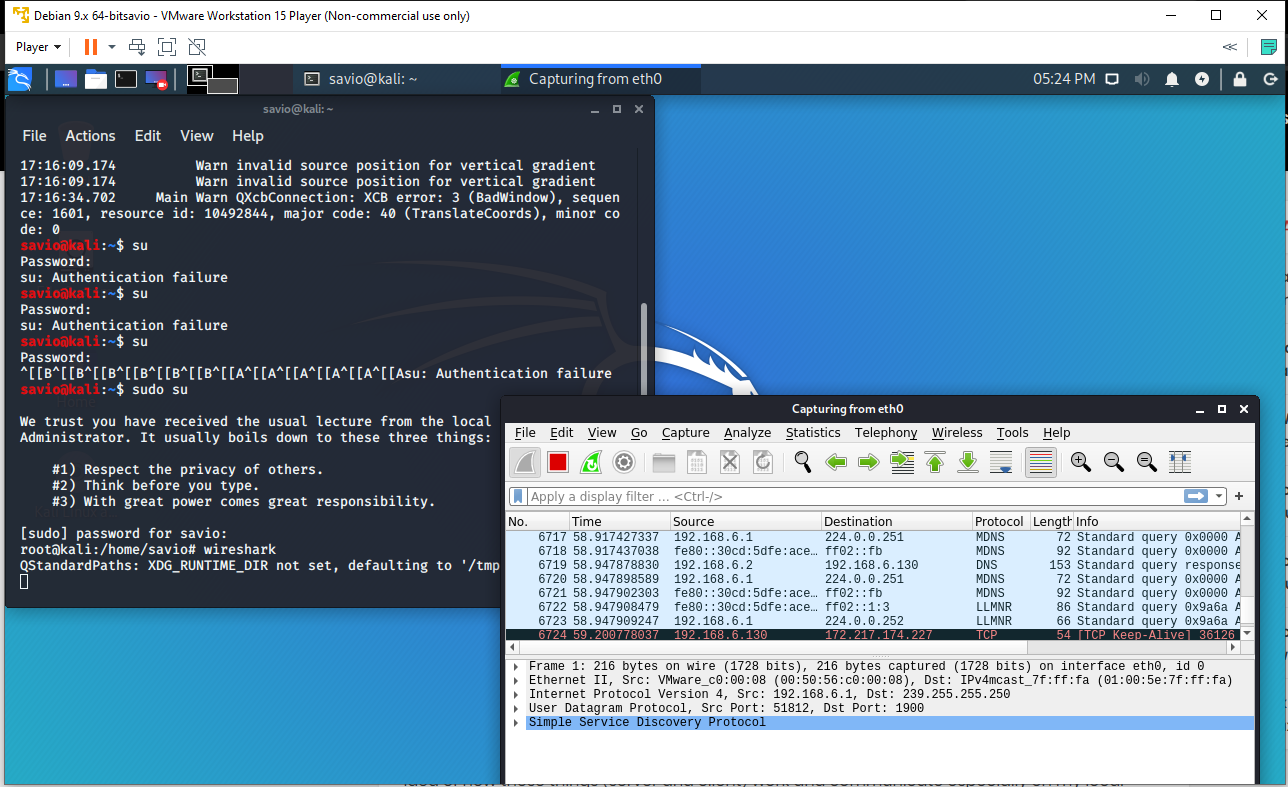 Debian 9.x 64-bitsavio - VMware Workstation 15 Player (Non-commercial use only)
Player
savio@kali: ~
Capturing from eth0
05:24 PM
savio@kali: ~
File Actions Edit View Help
17:16:09.174          Warn invalid source position for vertical gradient
17:16:09.174          Warn invalid source position for vertical gradient
17:16:34.702     Main Warn QXcbConnection: XCB error: 3 (BadWindow), sequen
ce: 1601, resource id: 10492844, major code: 40 (TranslateCoords), minor co
de: 0
savio@kali:~$ su
Password:
su: Authentication failure
savio@kali:~$ su
Password:
su: Authentication failure
savio@kali:~$ su
Password:
^[[B^[[B^[[B^[[B^[[B^[[B^[[A^[[A^[[A^[[A^[[Asu: Authentication failure
savio@kali:~$ sudo su
We trust you have received the usual lecture from the local
Administrator. It usually boils down to these three things:
#1) Respect the privacy of others.
#2) Think before you type.
#3) With great power comes great responsibility.
[sudo] password for savio:
root@kali:/home/savio# wireshark
QStandardPaths: XDG_RUNTIME_DIR not set, defaulting to '/tmp
Capturing from eth0
File Edit View Go Capture Analyze Statistics Telephony Wireless Tools Help
Apply a display filter ... <Ctrl-/>
No. Time Source Destination Protocol Length Info
6717 58.917427337 192.168.6.1 224.0.0.251 MDNS 72 Standard query 0x0000 A
6718 58.917437038 fe80::30cd:5dfe:ace… ff02::fb MDNS 92 Standard query 0x0000 A
6719 58.947878830 192.168.6.2 192.168.6.130 DNS 153 Standard query response
6720 58.947898589 192.168.6.1 224.0.0.251 MDNS 72 Standard query 0x0000 A
6721 58.947902303 fe80::30cd:5dfe:ace… ff02::fb MDNS 92 Standard query 0x0000 A
6722 58.947908479 fe80::30cd:5dfe:ace… ff02::1:3 LLMNR 86 Standard query 0x9a6a A
6723 58.947909247 192.168.6.1 224.0.0.252 LLMNR 66 Standard query 0x9a6a A
6724 59.200778037 192.168.6.130 172.217.174.227 TCP 54 [TCP Keep-Alive] 36126
Frame 1: 216 bytes on wire (1728 bits), 216 bytes captured (1728 bits) on interface eth0, id 0
Ethernet II, Src: VMware_c0:00:08 (00:50:56:c0:00:08), Dst: IPv4mcast_7f:ff:fa (01:00:5e:7f:ff:fa)
Internet Protocol Version 4, Src: 192.168.6.1, Dst: 239.255.255.250
User Datagram Protocol, Src Port: 51812, Dst Port: 1900
Simple Service Discovery Protocol